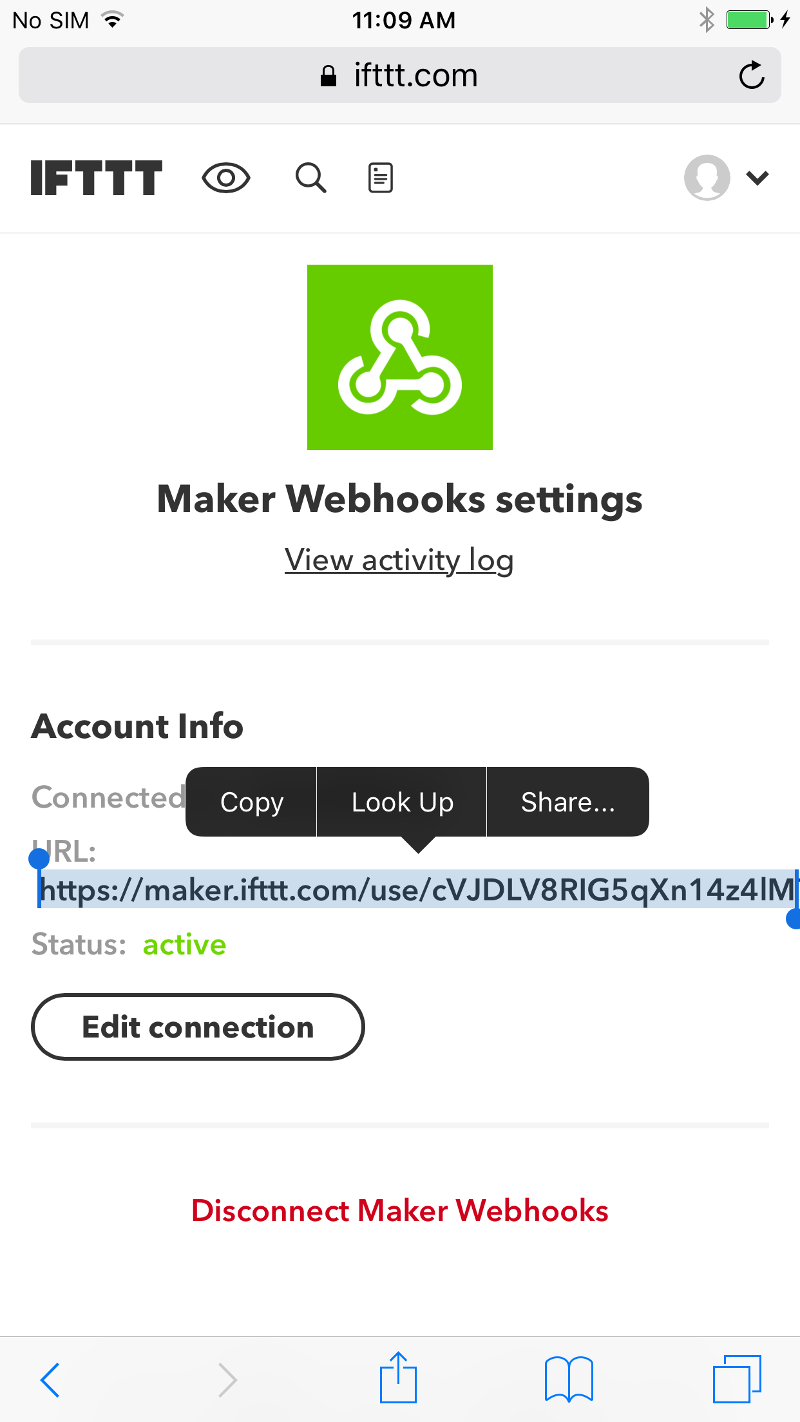 No SIM 11:09 AM
ifttt.com
IFTTT
Maker Webhooks settings
View activity log
Account Info
Copy Look Up Share...
Connected
URL:
https://maker.ifttt.com/use/cVJDLV8RIG5qXn14z4lM
Status: active
Edit connection
Disconnect Maker Webhooks